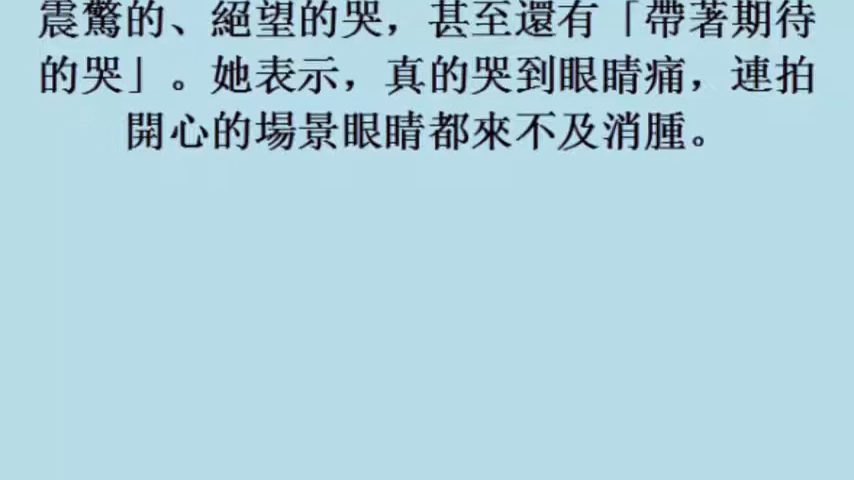 震驚的、絕望的哭，甚至還有「帶著期待
的哭」。她表示，真的哭到眼睛痛，連拍
開心的場景眼睛都來不及消腫。